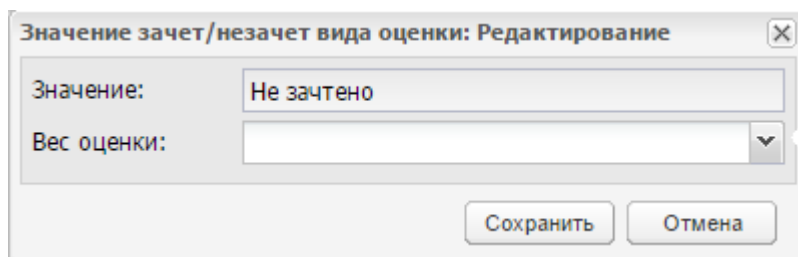 Значение зачет/незачет вида оценки: Редактирование
Значение: Не зачтено
Вес оценки:
Сохранить Отмена